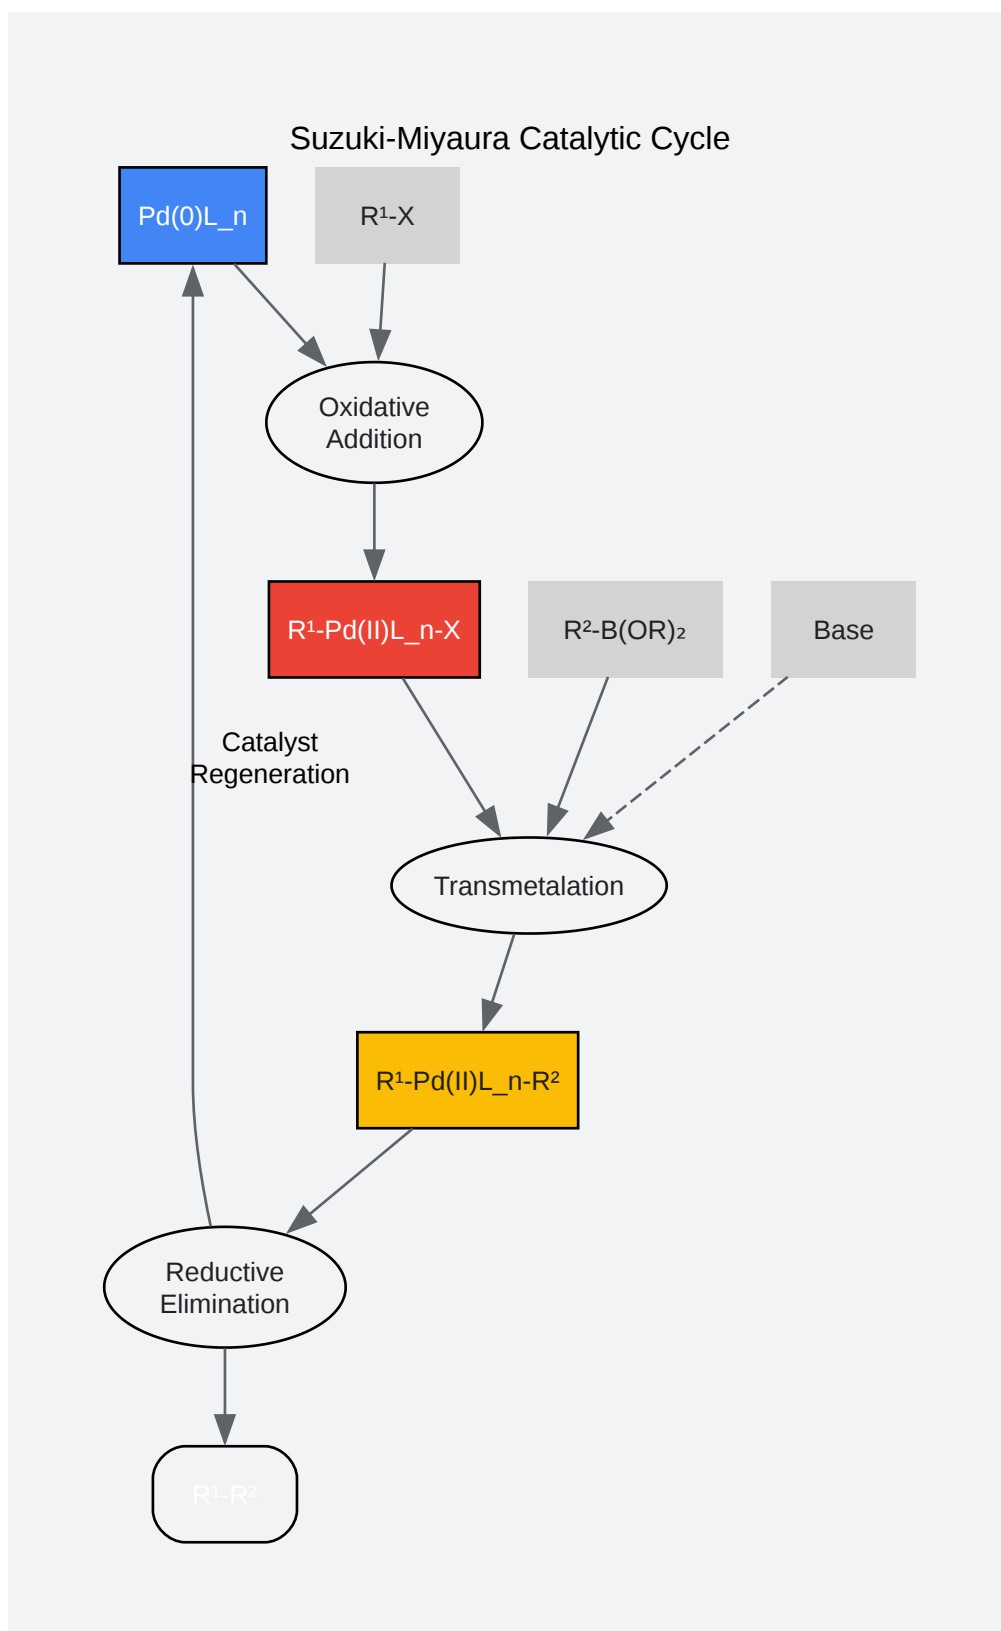 Suzuki-Miyaura Catalytic Cycle
Pd(0)L_n
R¹-X
Oxidative
Addition
R¹-Pd(II)L_n-X
R²-B(OR)₂
Base
Catalyst
Regeneration
Transmetalation
R¹-Pd(II)L_n-R²
Reductive
Elimination
R¹-R²